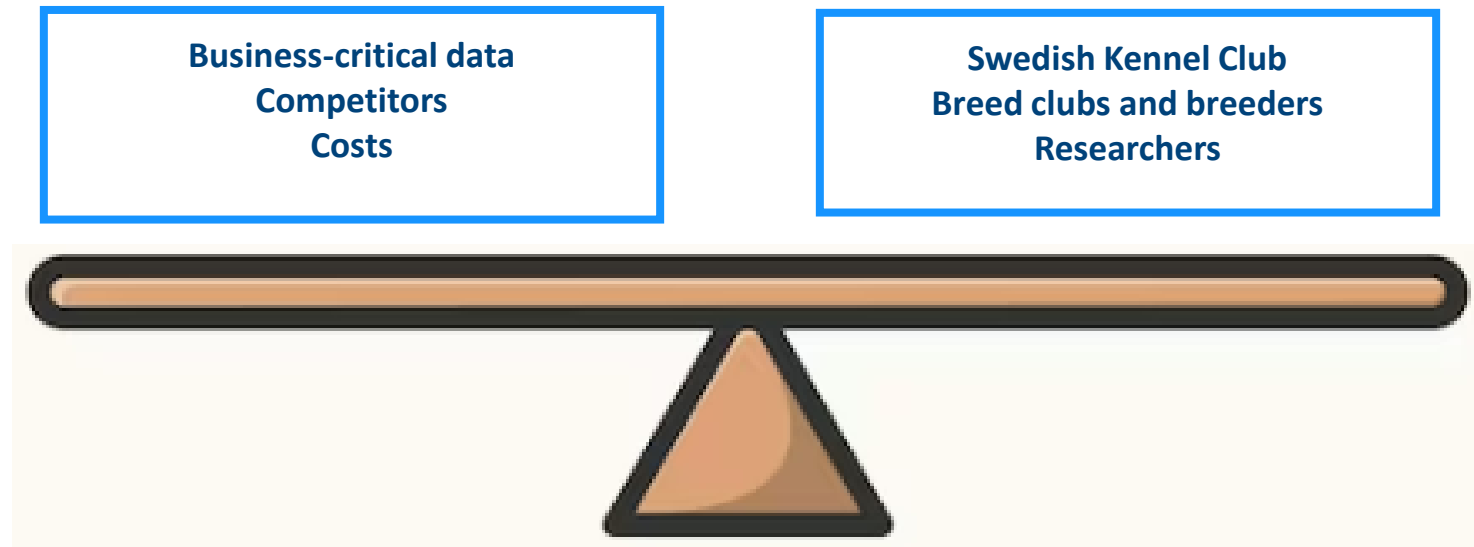 Business-critical data
Competitors
Costs
Swedish Kennel Club
Breed clubs and breeders
Researchers